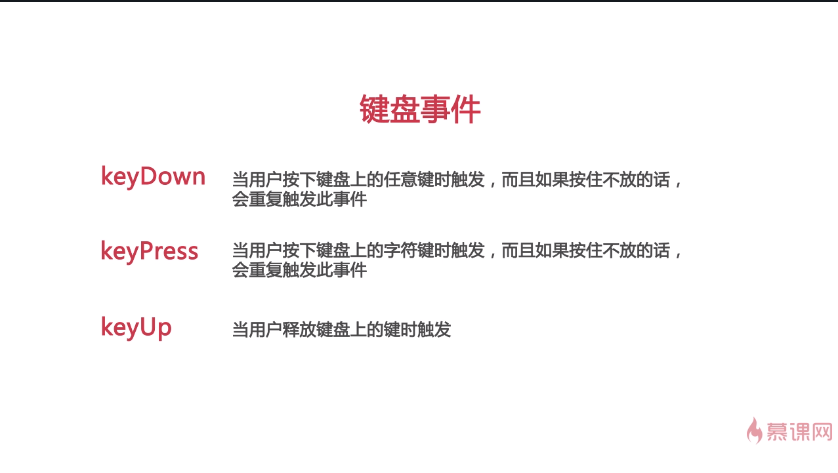 键盘事件
keyDown
当用户按下键盘上的任意键时触发，而且如果按住不放的话，
会重复触发此事件
keyPress
当用户按下键盘上的字符键时触发，而且如果按住不放的话，
会重复触发此事件
keyUp
当用户释放键盘上的键时触发
慕课网